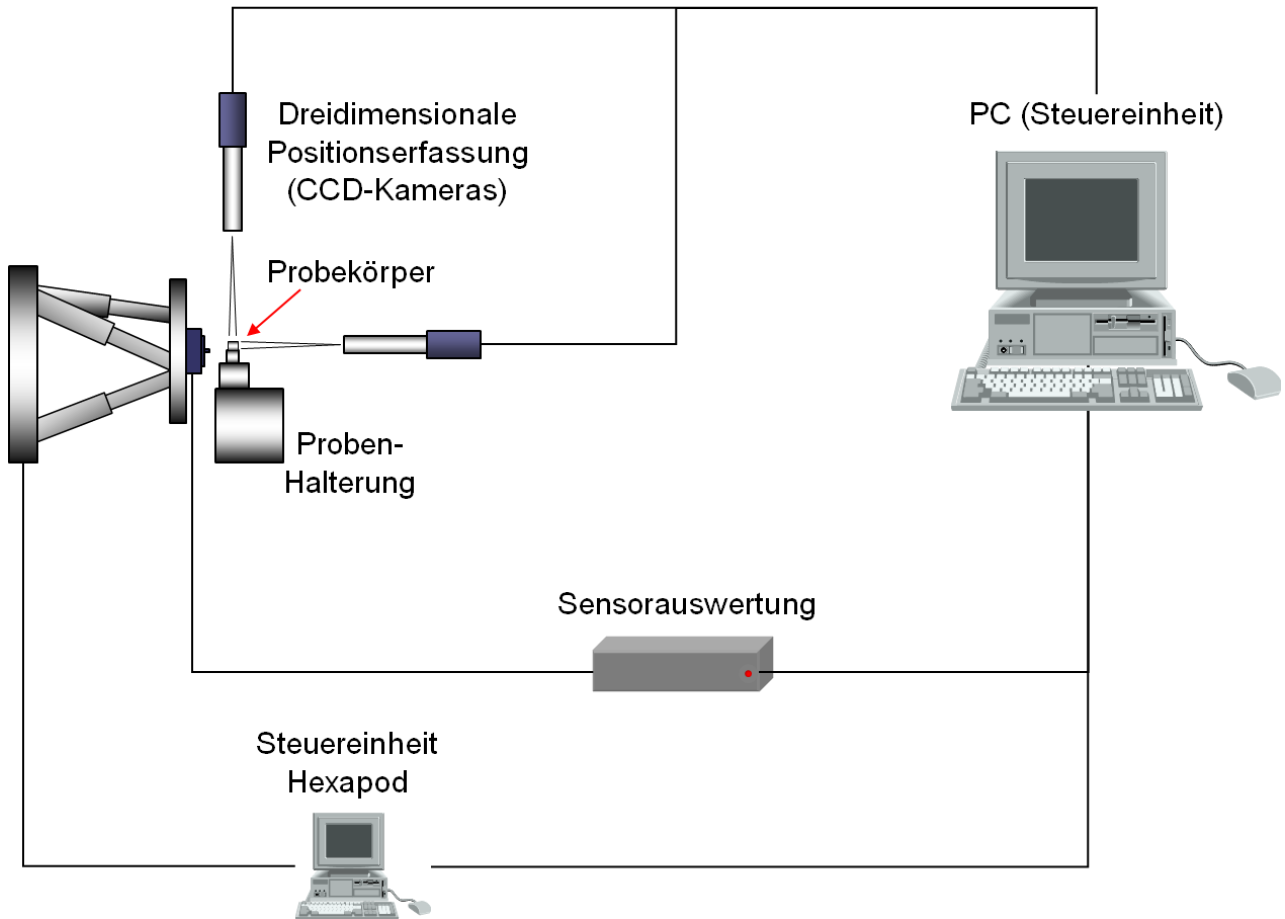 Dreidimensionale
Positionserfassung
(CCD-Kameras)
PC (Steuereinheit)
Probekörper
Proben-
Halterung
Sensorauswertung
Steuereinheit
Hexapod